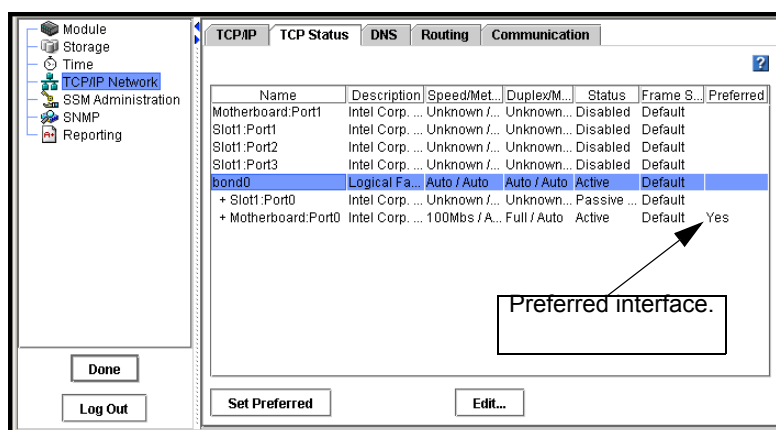 Module
Storage
Time
TCP/IP Network
SSM Administration
SNMP
Reporting
Done
Log Out
TCP/IP TCP Status DNS Routing Communication
?
Name Description Speed/Met... Duplex/M... Status Frame S... Preferred
Motherboard:Port1 Intel Corp. ... Unknown /... Unknown... Disabled Default
Slot1:Port1 Intel Corp. ... Unknown /... Unknown... Disabled Default
Slot1:Port2 Intel Corp. ... Unknown /... Unknown... Disabled Default
Slot1:Port3 Intel Corp. ... Unknown /... Unknown... Disabled Default
bond0 Logical Fa... Auto / Auto Auto / Auto Active Default
+ Slot1:Port0 Intel Corp. ... Unknown /... Unknown... Passive ... Default
+ Motherboard:Port0 Intel Corp. ... 100Mbs / A... Full / Auto Active Default Yes
Preferred interface.
Set Preferred Edit...